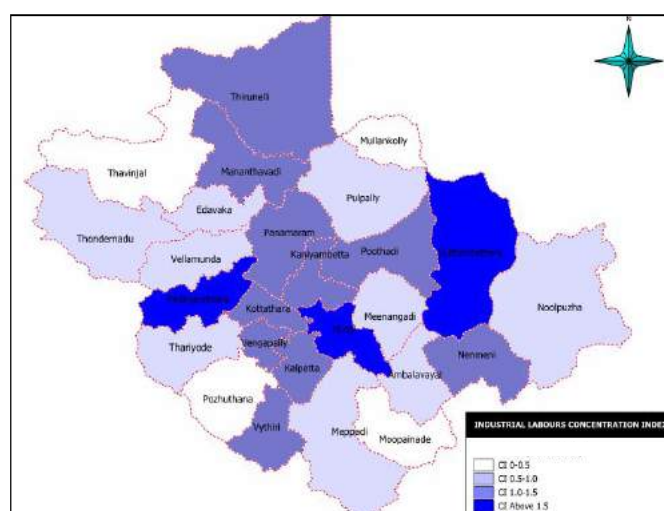 N
Thirunelli
Mullankolly
Thavinjal
Mananthavadi
Pulpally
Edavaka
Thondernadu
Panamaram
Poothadi
Kaniyambetta
Vellamunda
Kottathara
Meenangadi
Noolpuzha
Thariyode
Vengapally
Nenmeni
Kalpetta
Ambalavayal
Pozhuthana
Vythiri
Meppadi
Moopainade
INDUSTRIAL LABOURS CONCENTRATION INDEX
CI 0-0.5
CI 0.5-1.0
CI 1.0-1.5
CI Above 1.5